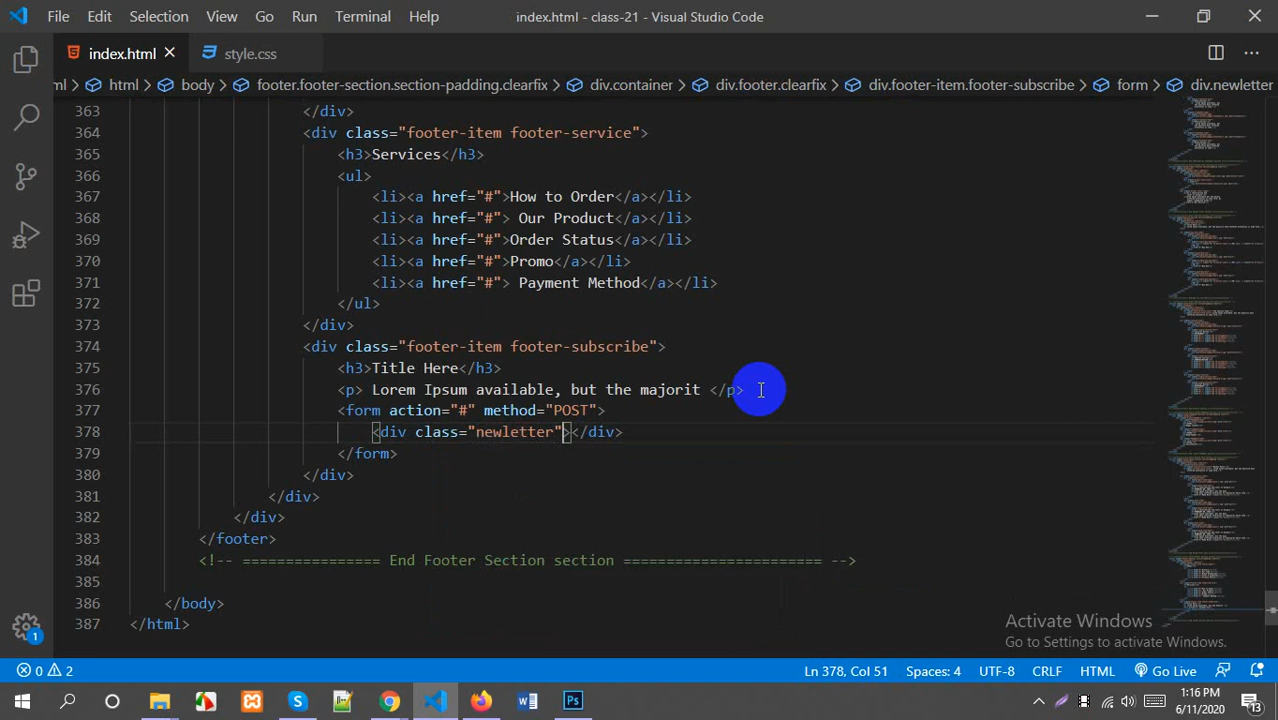 File Edit Selection View Go Run Terminal Help index.html - class-21 - Visual Studio Code
index.html style.css
ml html body footer.footer-section.section-padding.clearfix div.container div.footer.clearfix div.footer-item.footer-subscribe form div.newletter
363 </div>
364 <div class="footer-item footer-service">
365 <h3>Services</h3>
366 <ul>
367 <li><a href="#">How to Order</a></li>
368 <li><a href="#"> Our Product</a></li>
369 <li><a href="#">Order Status</a></li>
370 <li><a href="#">Promo</a></li>
371 <li><a href="#"> Payment Method</a></li>
372 </ul>
373 </div>
374 <div class="footer-item footer-subscribe">
375 <h3>Title Here</h3>
376 <p> Lorem Ipsum available, but the majorit </p>
377 <form action="#" method="POST">
378 <div class="newletter"></div>
379 </form>
380 </div>
381 </div>
382 </div>
383 </footer>
384 <!-- ================ End Footer Section section ======================= -->
385
386 </body>
387 </html>
Activate Windows
Go to Settings to activate Windows.
0 2 Ln 378, Col 51 Spaces: 4 UTF-8 CRLF HTML Go Live
1
1:16 PM
6/11/2020
13